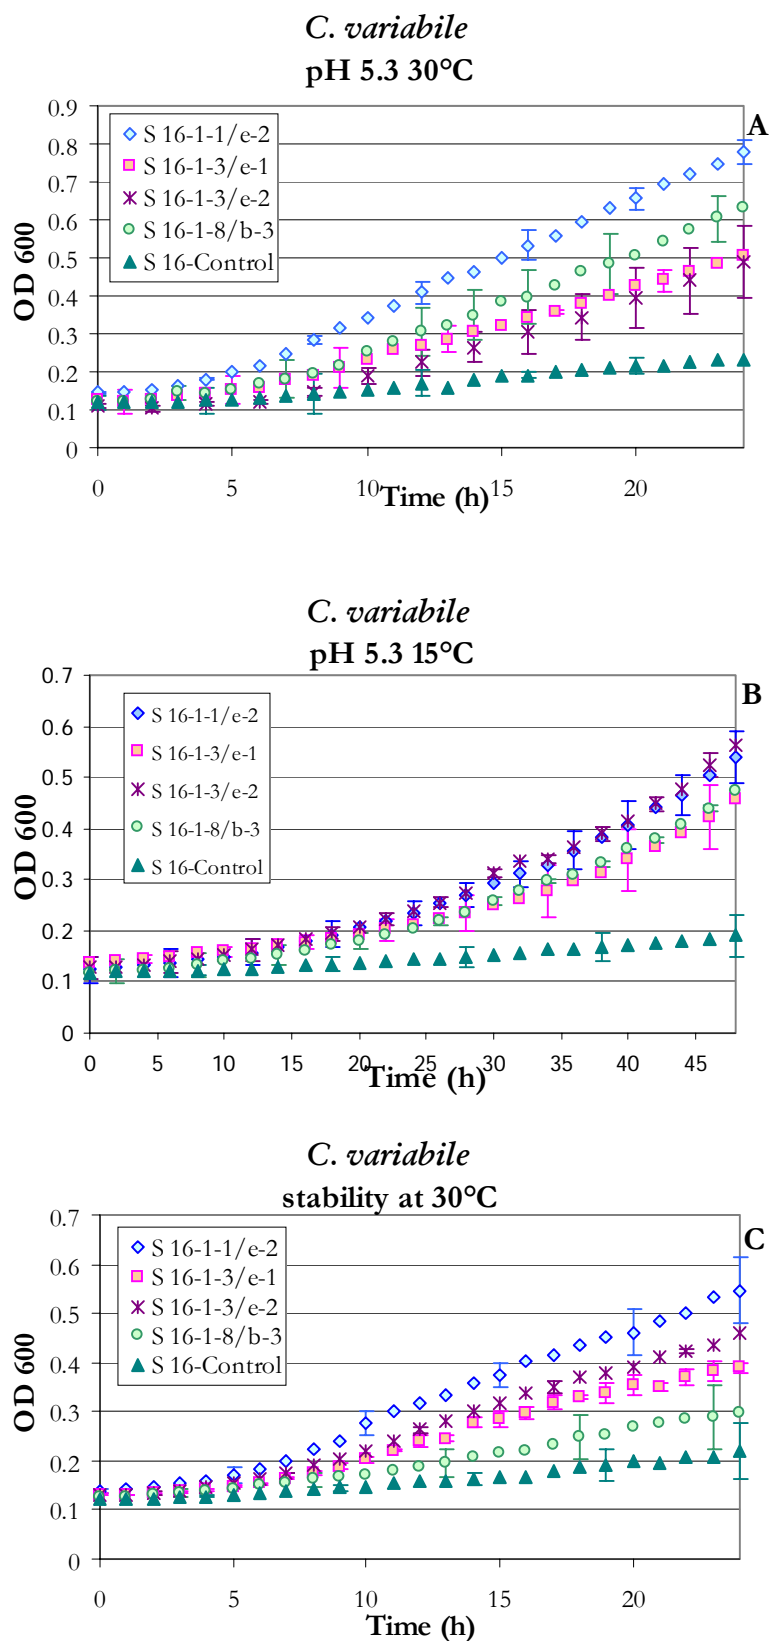 C. variabile
pH 5.3 30°C
A
0.9
0.8
0.7
0.6
0.5
0.4
0.3
0.2
0.1
0
OD 600
S 16-1-1/e-2
S 16-1-3/e-1
S 16-1-3/e-2
S 16-1-8/b-3
S 16-Control
0 5 10 15 20
Time (h)
C. variabile
pH 5.3 15°C
B
0.7
0.6
0.5
0.4
0.3
0.2
0.1
0
OD 600
S 16-1-1/e-2
S 16-1-3/e-1
S 16-1-3/e-2
S 16-1-8/b-3
S 16-Control
0 5 10 15 20 25 30 35 40 45
Time (h)
C. variabile
stability at 30°C
C
0.7
0.6
0.5
0.4
0.3
0.2
0.1
0
OD 600
S 16-1-1/e-2
S 16-1-3/e-1
S 16-1-3/e-2
S 16-1-8/b-3
S 16-Control
0 5 10 15 20
Time (h)